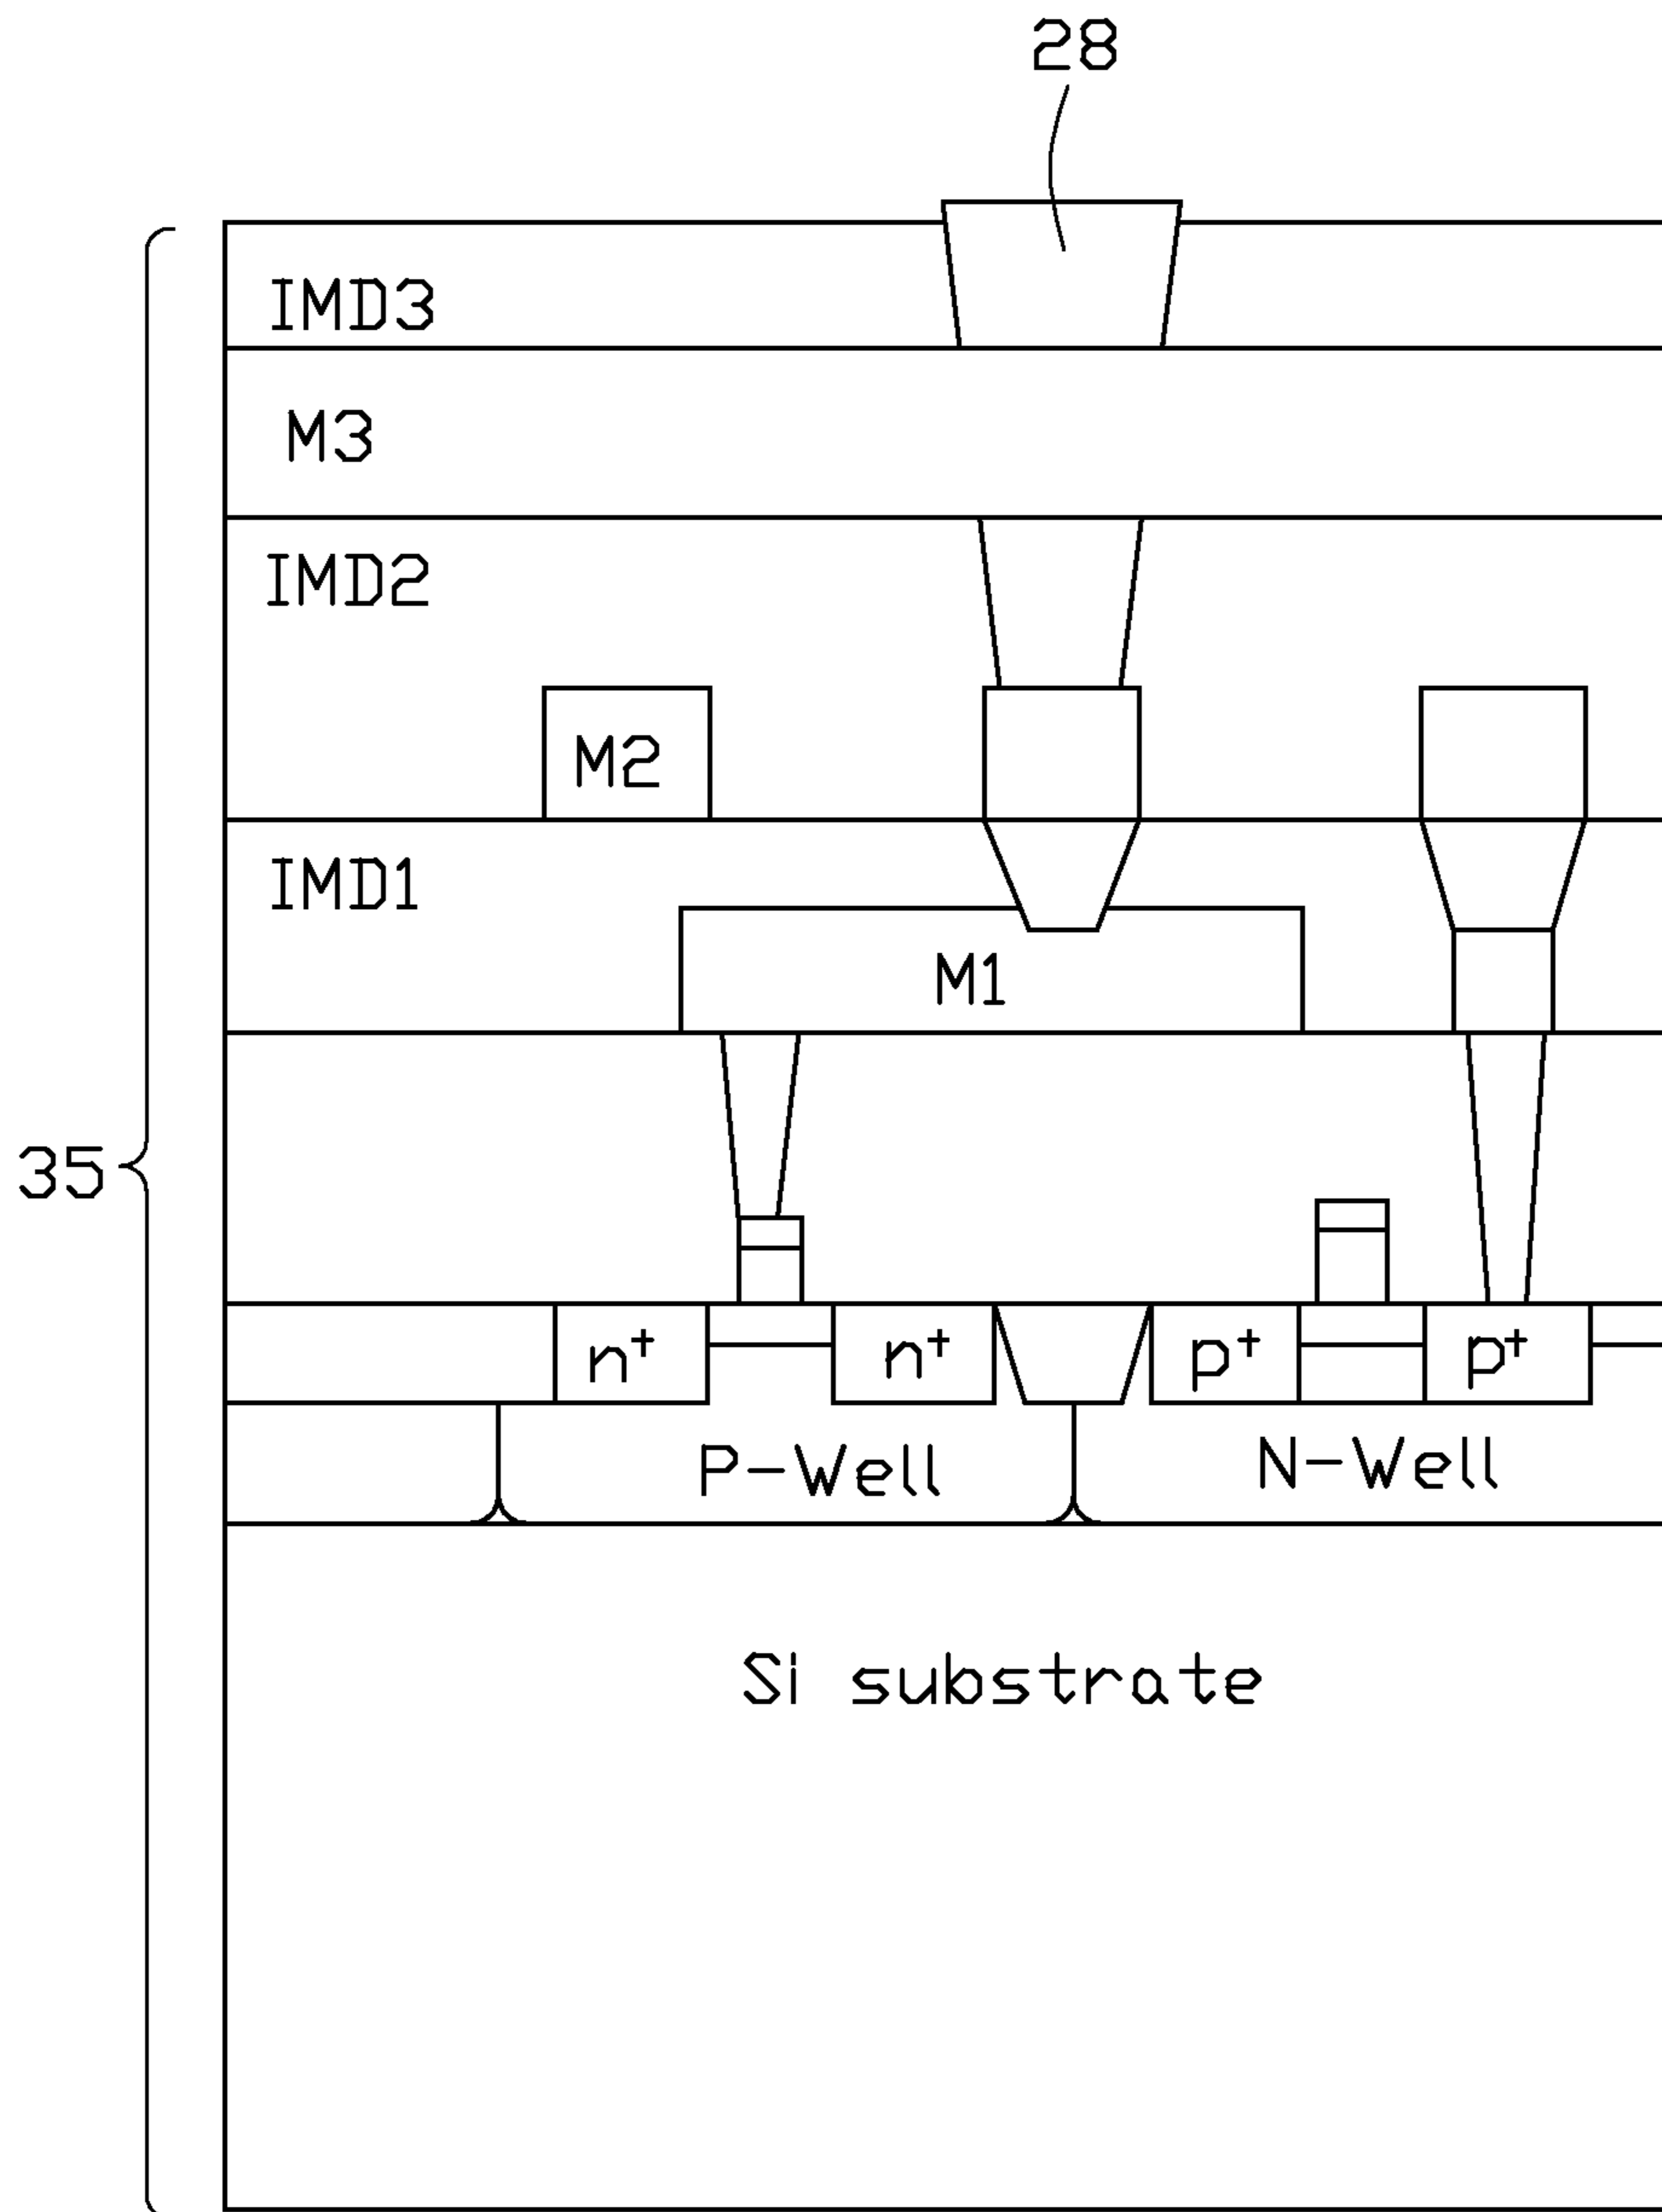 28
IMD3
M3
IMD2
M2
IMD1
M1
35
n+ n+ p+ p+
P-Well N-Well
Si substrate